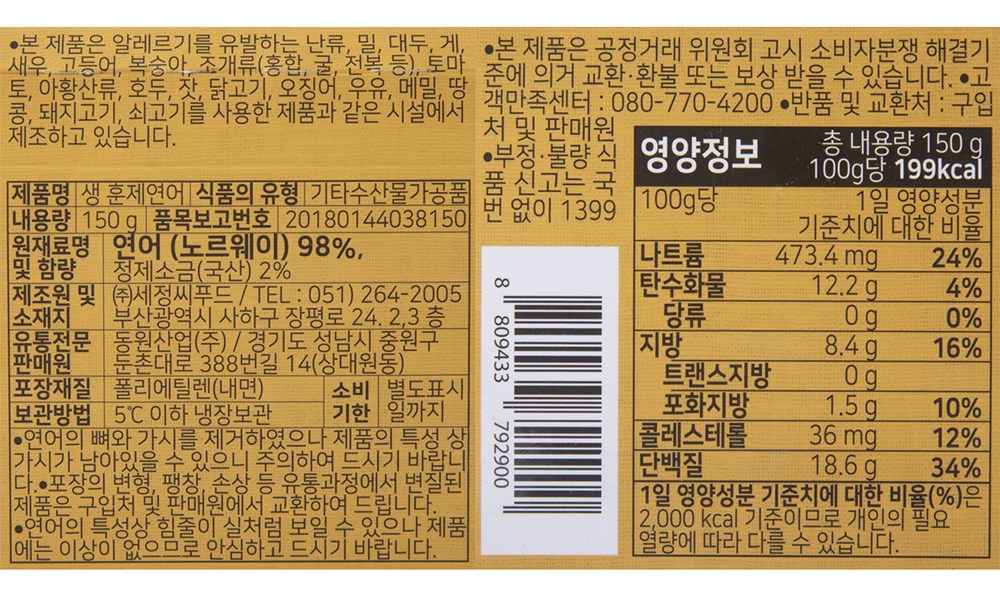 •본 제품은 알레르기를 유발하는 난류, 밀, 대두, 게,
새우, 고등어, 복숭아, 조개류(홍합, 굴, 전복 등), 토마
토, 아황산류, 호두, 잣, 닭고기 오징어, 우유, 메밀, 땅
콩, 돼지고기, 쇠고기를 사용한 제품과 같은 시설에서
제조하고 있습니다.
제품명 생 훈제연어 식품의 유형 기타수산물가공품
내용량 150 g 품목보고번호 20180144038150
원재료명 및 함량 연어 (노르웨이) 98%,
정제소금(국산) 2%
제조원 및 소재지 ㈜세정씨푸드 / TEL : 051) 264-2005
부산광역시 사하구 장평로 24. 2,3 층
유통전문 판매원 동원산업(주) / 경기도 성남시 중원구
둔촌대로 388번길 14(상대원동)
포장재질 폴리에틸렌(내면) 소비 기한 별도표시 일까지
보관방법 5℃ 이하 냉장보관
•연어의 뼈와 가시를 제거하였으나 제품의 특성 상
가시가 남아있을 수 있으니 주의하여 드시기 바랍니
다.•포장의 변형, 팽창, 손상 등 유통과정에서 변질된
제품은 구입처 및 판매원에서 교환하여 드립니다.
•연어의 특성상 힘줄이 실처럼 보일 수 있으나 제품
에는 이상이 없으므로 안심하고 드시기 바랍니다.
•본 제품은 공정거래 위원회 고시 소비자분쟁 해결기
준에 의거 교환·환불 또는 보상 받을 수 있습니다. •고
객만족센터 : 080-770-4200 •반품 및 교환처 : 구입
처 및 판매원
•부정·불량 식
품 신고는 국
번 없이 1399
8 809433 792900
영양정보 총 내용량 150 g
100g당 199kcal
100g당 1일 영양성분
기준치에 대한 비율
나트륨 473.4 mg 24%
탄수화물 12.2 g 4%
당류 0 g 0%
지방 8.4 g 16%
트랜스지방 0 g
포화지방 1.5 g 10%
콜레스테롤 36 mg 12%
단백질 18.6 g 34%
1일 영양성분 기준치에 대한 비율(%)은
2,000 kcal 기준이므로 개인의 필요
열량에 따라 다를 수 있습니다.